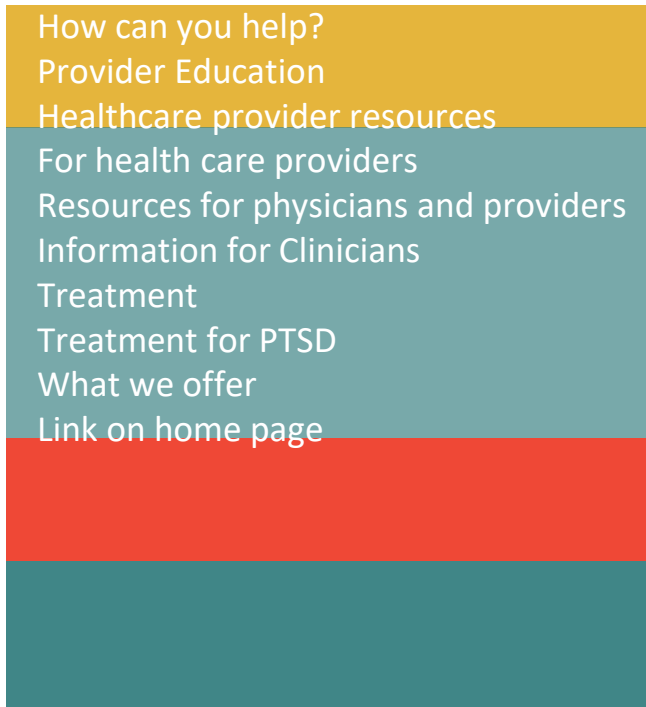 How can you help?
Provider Education
Healthcare provider resources
For health care providers
Resources for physicians and providers
Information for Clinicians
Treatment
Treatment for PTSD
What we offer
Link on home page